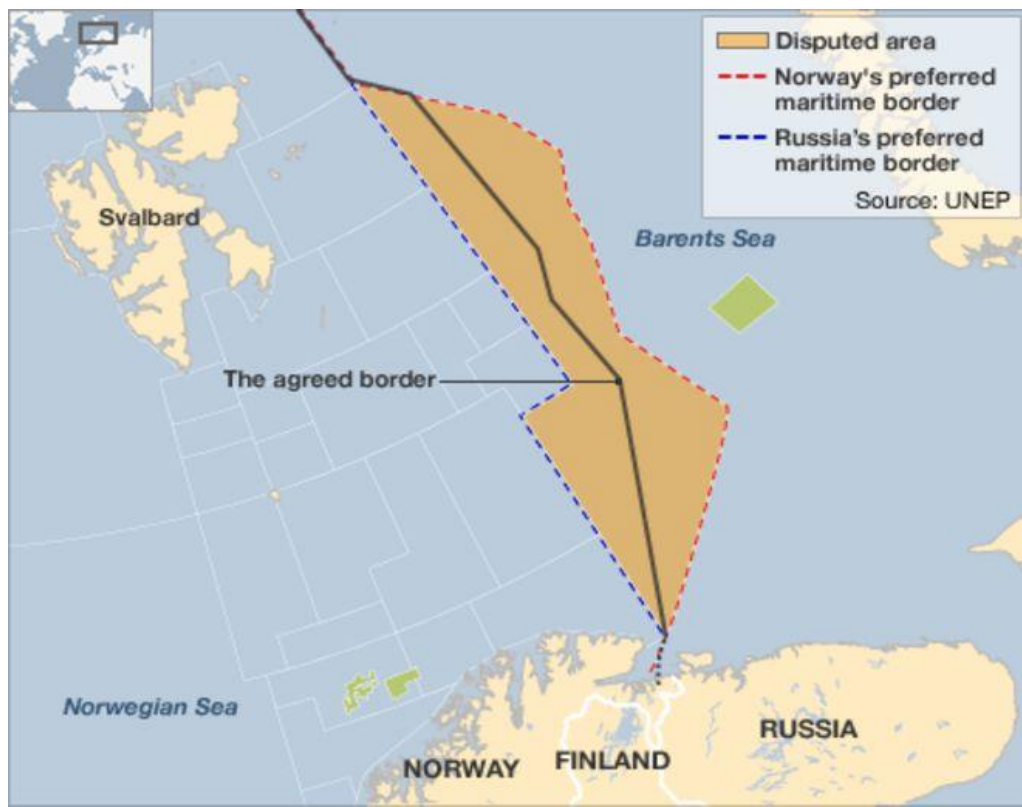 Disputed area
Norway's preferred
maritime border
Russia's preferred
maritime border
Source: UNEP
Svalbard
Barents Sea
The agreed border
Norwegian Sea
NORWAY
FINLAND
RUSSIA